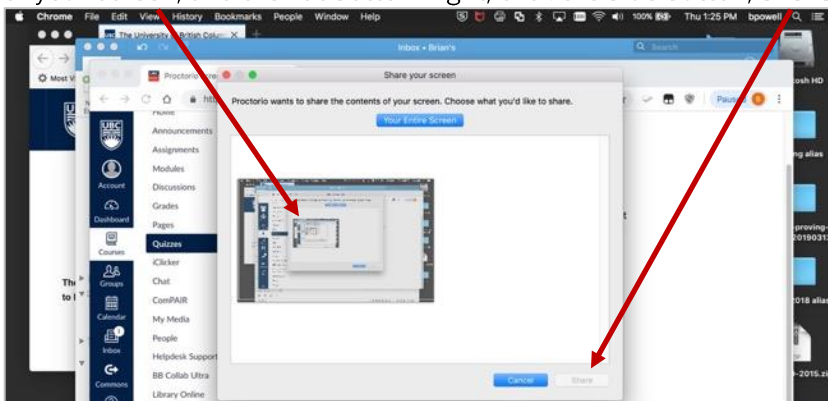 Chrome File Edit View History Bookmarks People Window Help 100% Thu 1:25 PM bpowell
The University of British Colum
Inbox • Brian's
Search
Most V
Proctorio
Share your screen
Proctorio wants to share the contents of your screen. Choose what you'd like to share.
Your Entire Screen
Paused
UBC
Home
Announcements
Assignments
Modules
Account
Discussions
Grades
Dashboard
Pages
Quizzes
Courses
iClicker
Groups
Chat
ComPAIR
Calendar
My Media
People
Inbox
Helpdesk Support
BB Collab Ultra
Commons
Library Online
Cancel Share